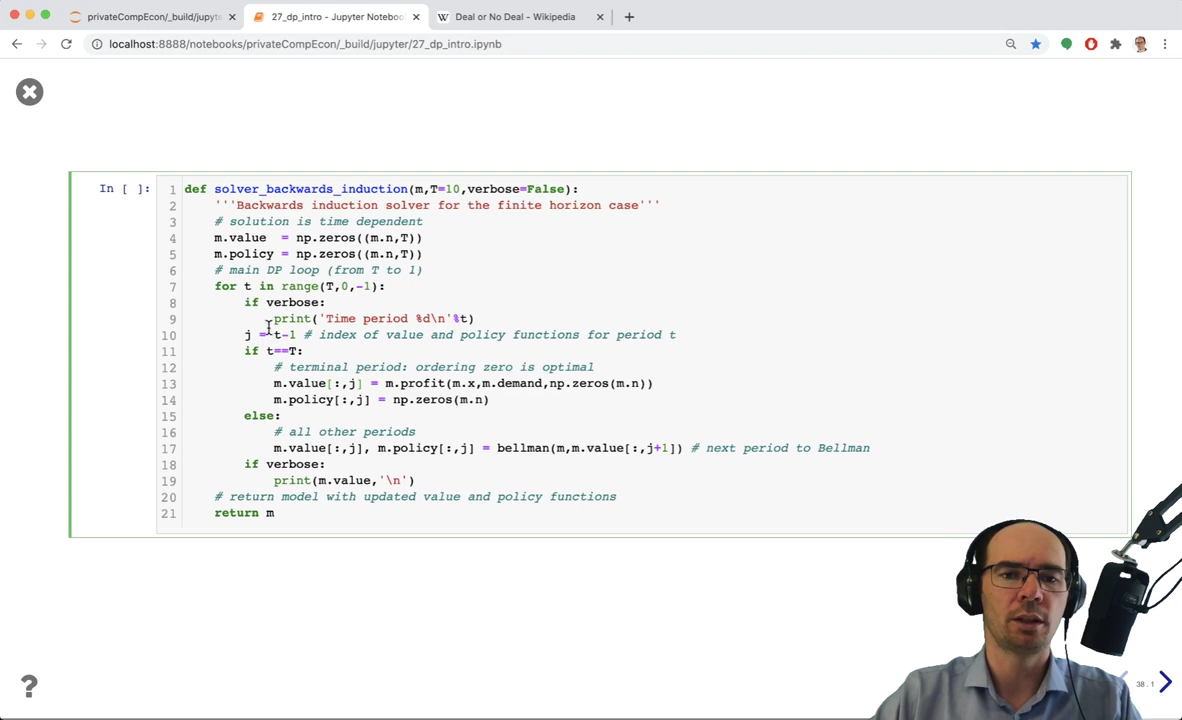 privateCompEcon/_build/jupyte
27_dp_intro - Jupyter Noteboo
Deal or No Deal - Wikipedia
localhost:8888/notebooks/privateCompEcon/_build/jupyter/27_dp_intro.ipynb
In [ ]:
1 def solver_backwards_induction(m,T=10,verbose=False):
2 '''Backwards induction solver for the finite horizon case'''
3 # solution is time dependent
4 m.value  = np.zeros((m.n,T))
5 m.policy = np.zeros((m.n,T))
6 # main DP loop (from T to 1)
7 for t in range(T,0,-1):
8 if verbose:
9 print('Time period %d\n'%t)
10 j = t-1 # index of value and policy functions for period t
11 if t==T:
12 # terminal period: ordering zero is optimal
13 m.value[:,j] = m.profit(m.x,m.demand,np.zeros(m.n))
14 m.policy[:,j] = np.zeros(m.n)
15 else:
16 # all other periods
17 m.value[:,j], m.policy[:,j] = bellman(m,m.value[:,j+1]) # next period to Bellman
18 if verbose:
19 print(m.value,'\n')
20 # return model with updated value and policy functions
21 return m
?
38.1